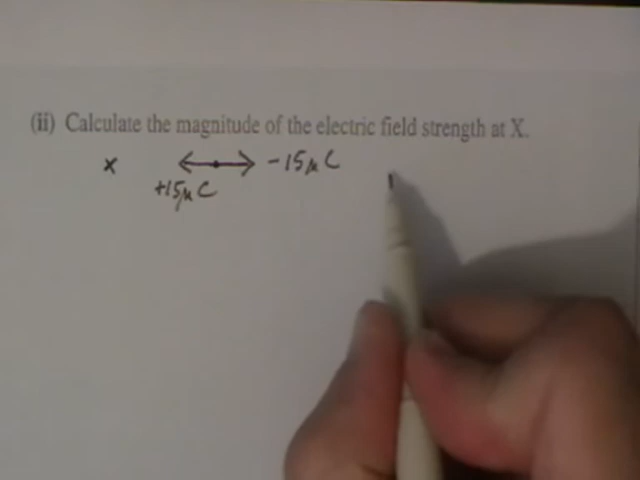 (ii) Calculate the magnitude of the electric field strength at X.
x -15μC
+15μC